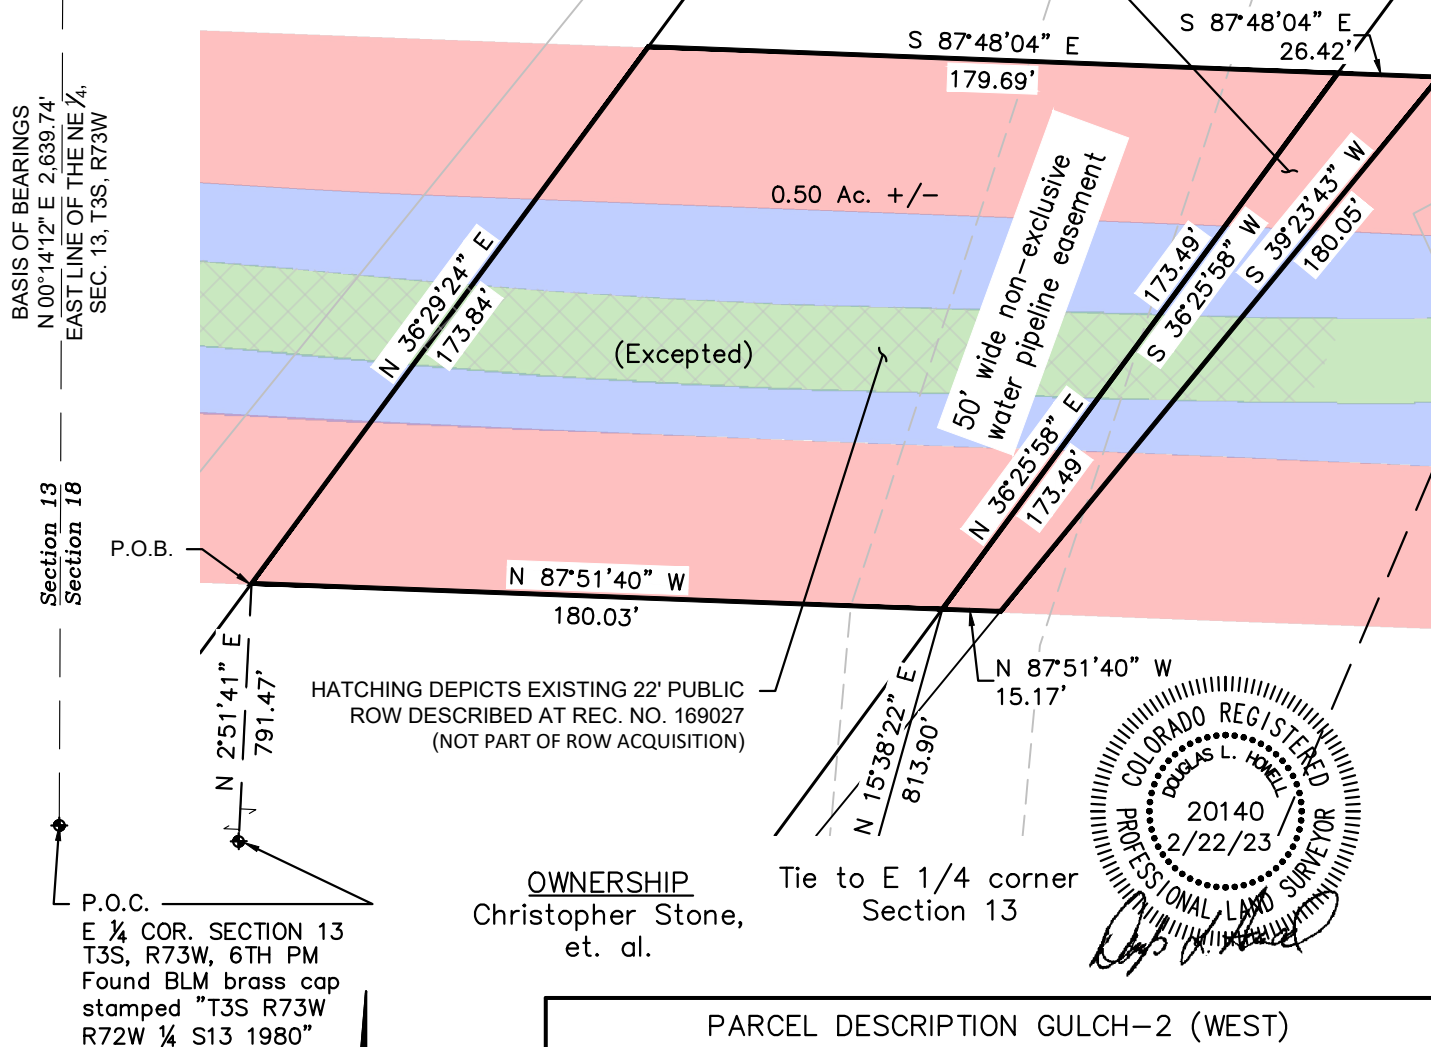 S 87°48'04" E
179.69'
S 87°48'04" E
26.42'
BASIS OF BEARINGS
N 00°14'12" E 2,639.74'
EAST LINE OF THE NE ¼,
SEC. 13, T3S, R73W
0.50 Ac. +/-
50' wide non-exclusive
water pipeline easement
N 36°29'24" E
173.84'
173.49'
S 36°25'58" W
S 39°23'43" W
180.05'
(Excepted)
N 36°25'58" E
173.49'
Section 13
Section 18
P.O.B.
N 87°51'40" W
180.03'
N 2°51'41" E
791.47'
HATCHING DEPICTS EXISTING 22' PUBLIC
ROW DESCRIBED AT REC. NO. 169027
(NOT PART OF ROW ACQUISITION)
N 15°38'22" E
813.90'
N 87°51'40" W
15.17'
COLORADO REGISTERED
DOUGLAS L. HOWELL
20140
2/22/23
PROFESSIONAL LAND SURVEYOR
P.O.C.
E ¼ COR. SECTION 13
T3S, R73W, 6TH PM
Found BLM brass cap
stamped "T3S R73W
R72W ¼ S13 1980"
OWNERSHIP
Christopher Stone,
et. al.
Tie to E 1/4 corner
Section 13
PARCEL DESCRIPTION GULCH-2 (WEST)